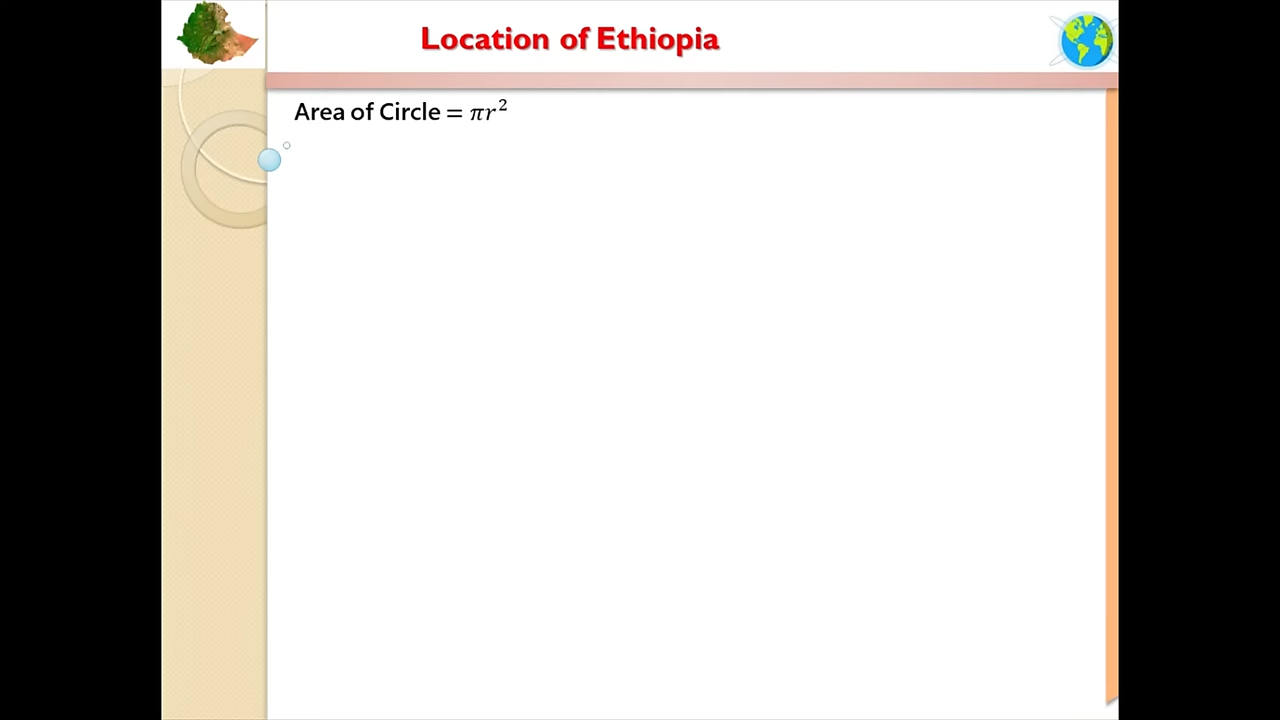 Location of Ethiopia
Area of Circle = 𝜋𝑟²